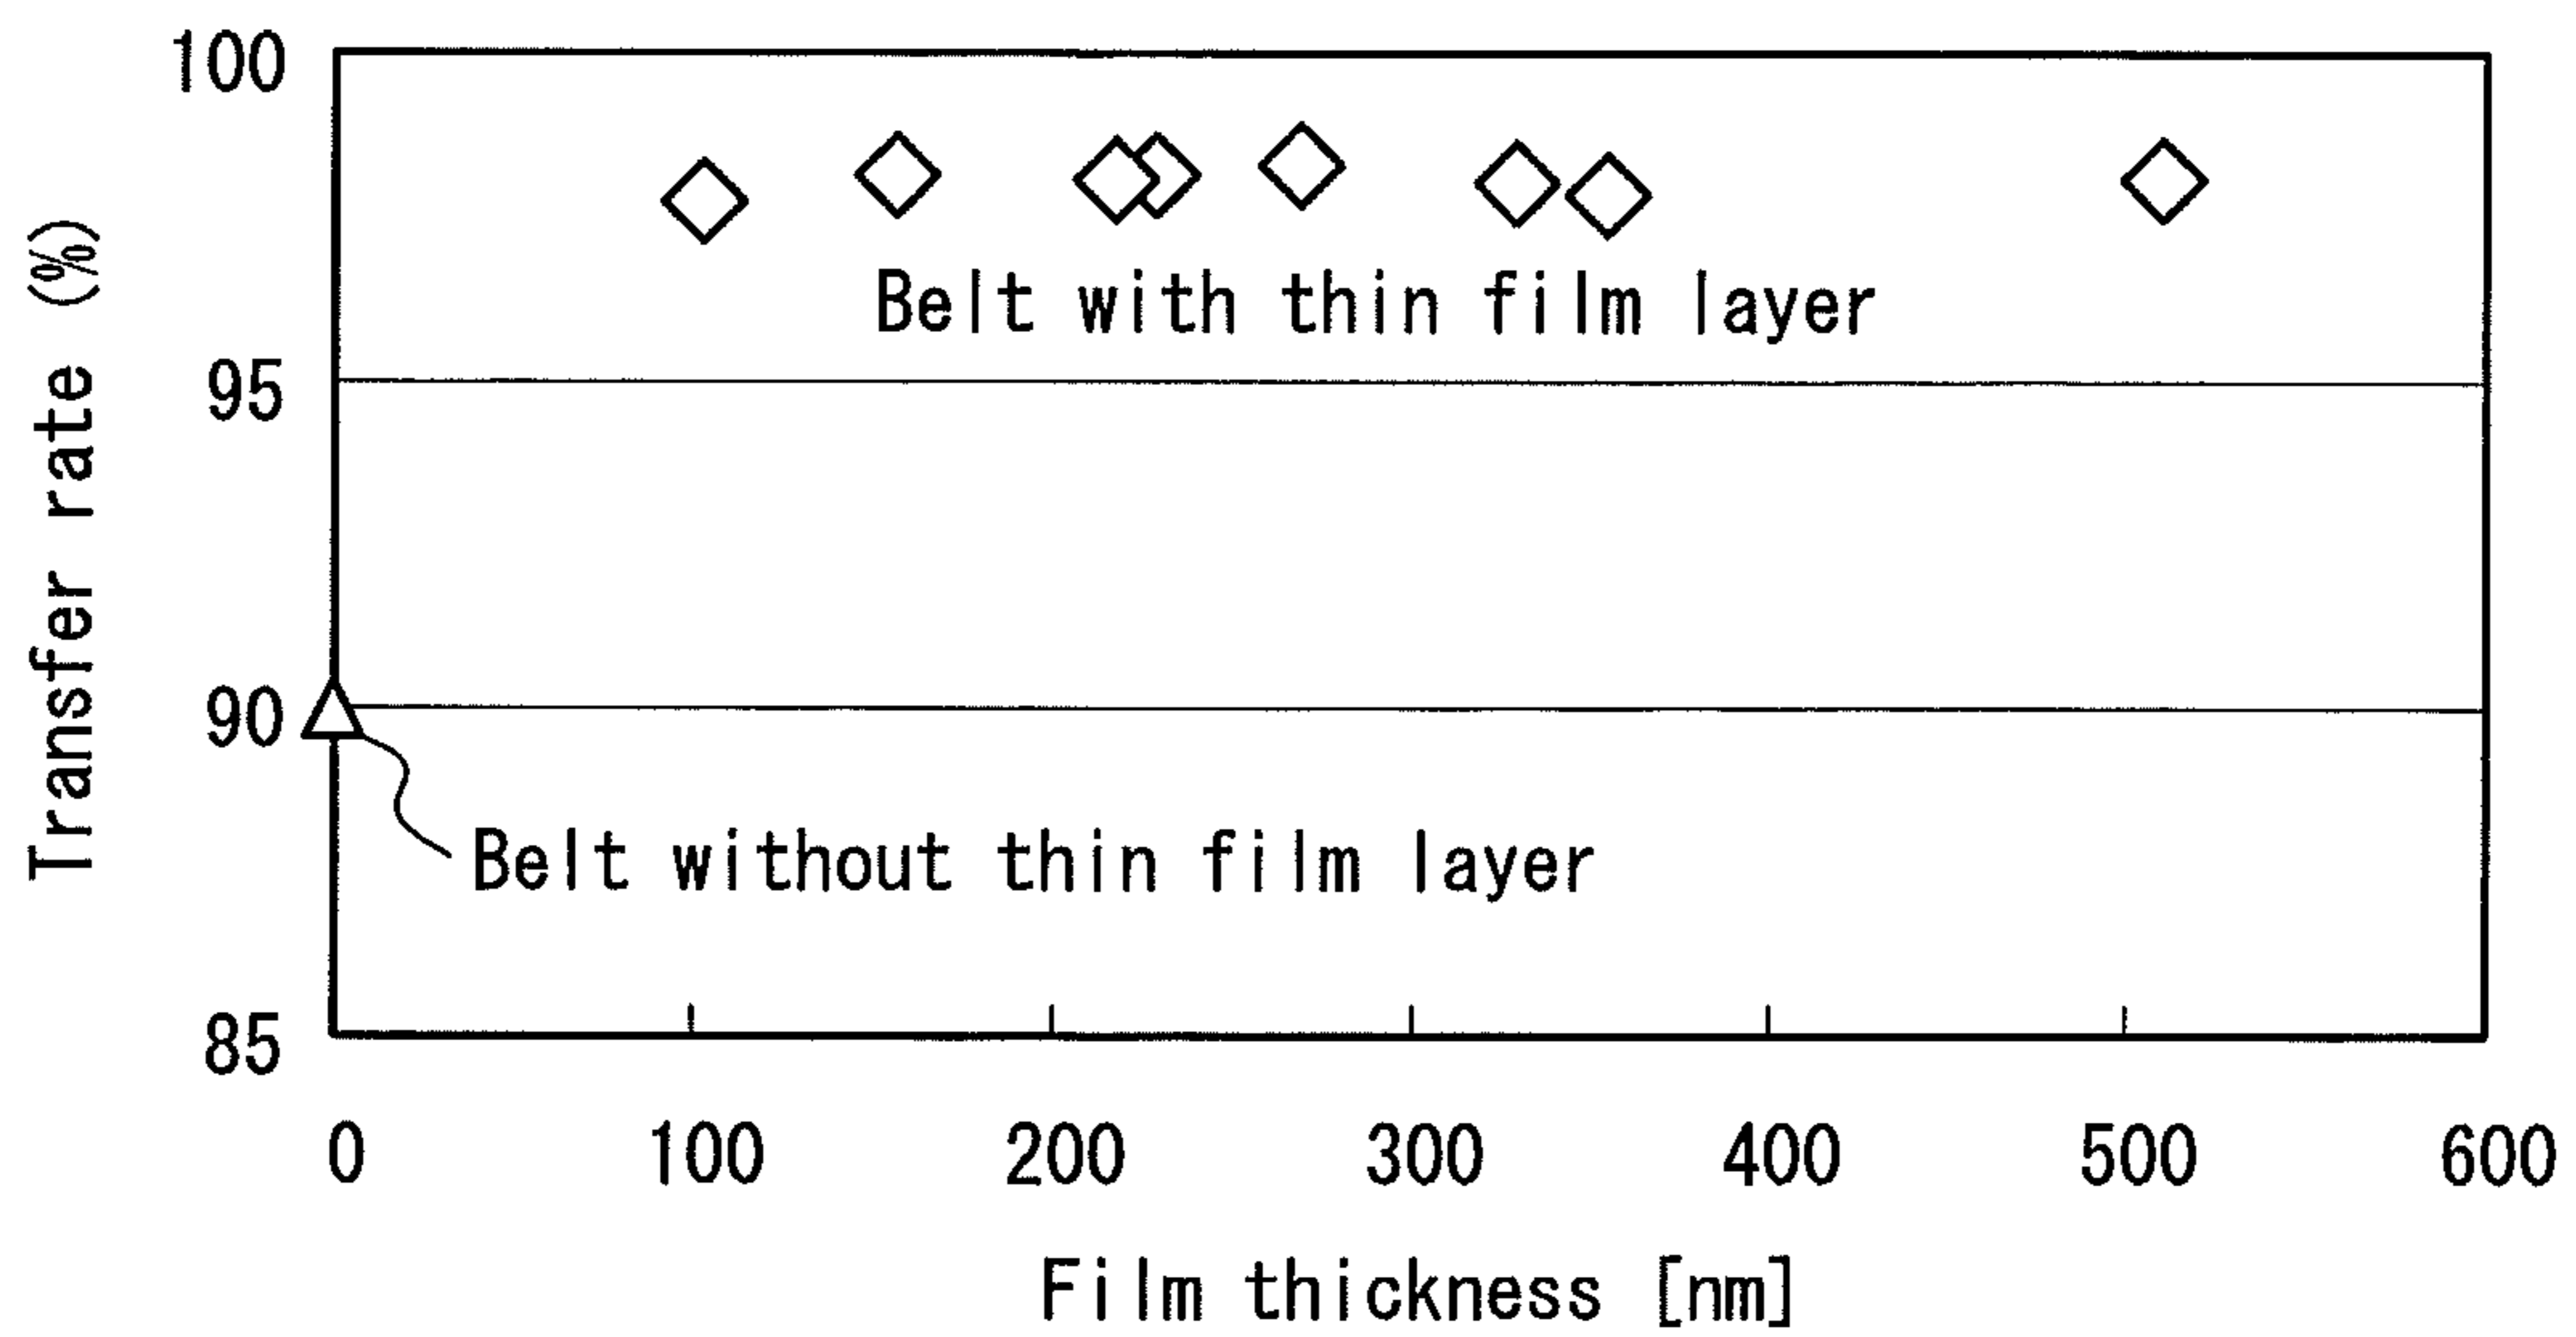 100
95
90
85
Transfer rate (%)
Belt with thin film layer
Belt without thin film layer
0 100 200 300 400 500 600
Film thickness [nm]